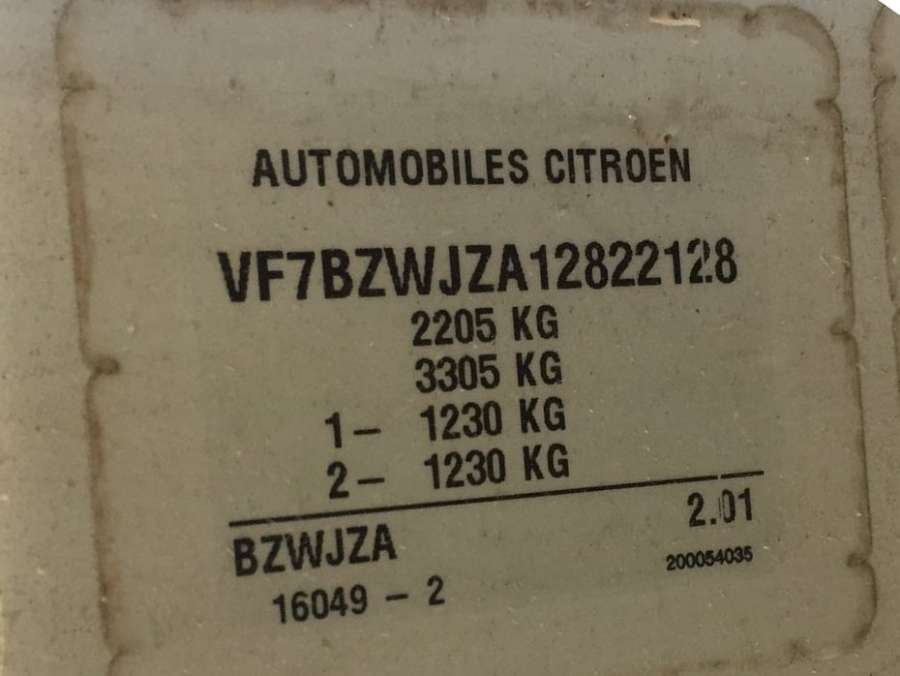 AUTOMOBILES CITROEN
VF7BZWJZA12822128
2205 KG
3305 KG
1– 1230 KG
2– 1230 KG
BZWJZA 2.01
16049 – 2 200054035